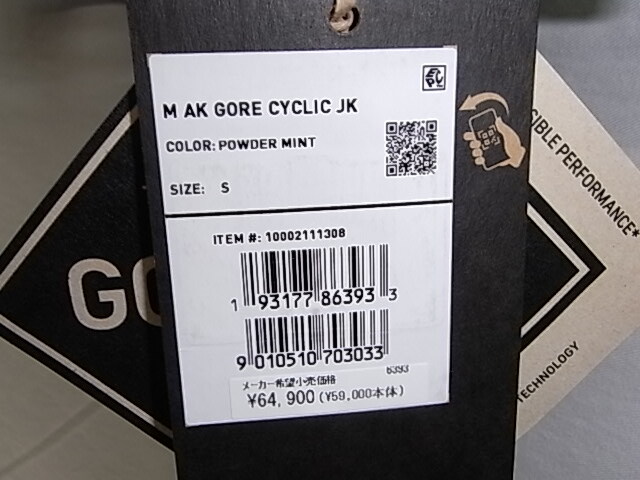 M AK GORE CYCLIC JK
COLOR: POWDER MINT
SIZE: S
ITEM #: 10002111308
1 93177 86393 3
9 010510 703033
6393
メーカー希望小売価格
¥64,900(¥59,000本体)
GO
IBLE PERFORMANCE*
TECHNOLOGY